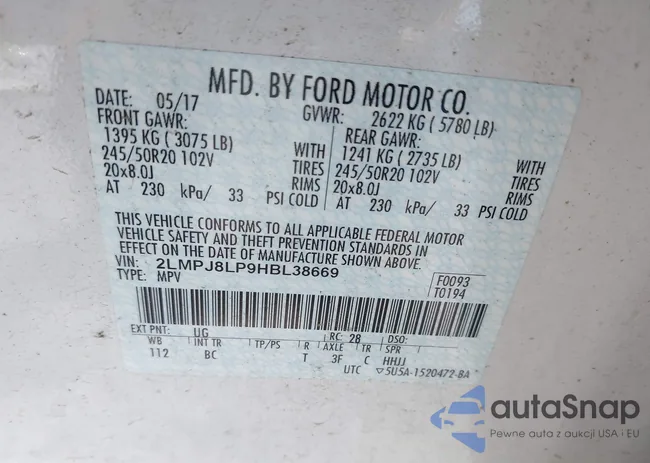 MFD. BY FORD MOTOR CO.
DATE: 05/17 GVWR: 2622 KG ( 5780 LB)
FRONT GAWR: REAR GAWR:
1395 KG ( 3075 LB) WITH 1241 KG ( 2735 LB) WITH
245/50R20 102V TIRES 245/50R20 102V TIRES
20x8.0J RIMS 20x8.0J RIMS
AT 230 kPa/ 33 PSI COLD AT 230 kPa/ 33 PSI COLD
THIS VEHICLE CONFORMS TO ALL APPLICABLE FEDERAL MOTOR
VEHICLE SAFETY AND THEFT PREVENTION STANDARDS IN
EFFECT ON THE DATE OF MANUFACTURE SHOWN ABOVE.
VIN: 2LMPJ8LP9HBL38669 F0093
TYPE: MPV T0194
EXT PNT: UG RC: 28 DSO:
WB INT TR TP/PS R AXLE TR SPR
112 BC T 3F C HHJJ
UTC ▽5U5A-1520472-BA
autaSnap
Pewne auta z aukcji USA i EU